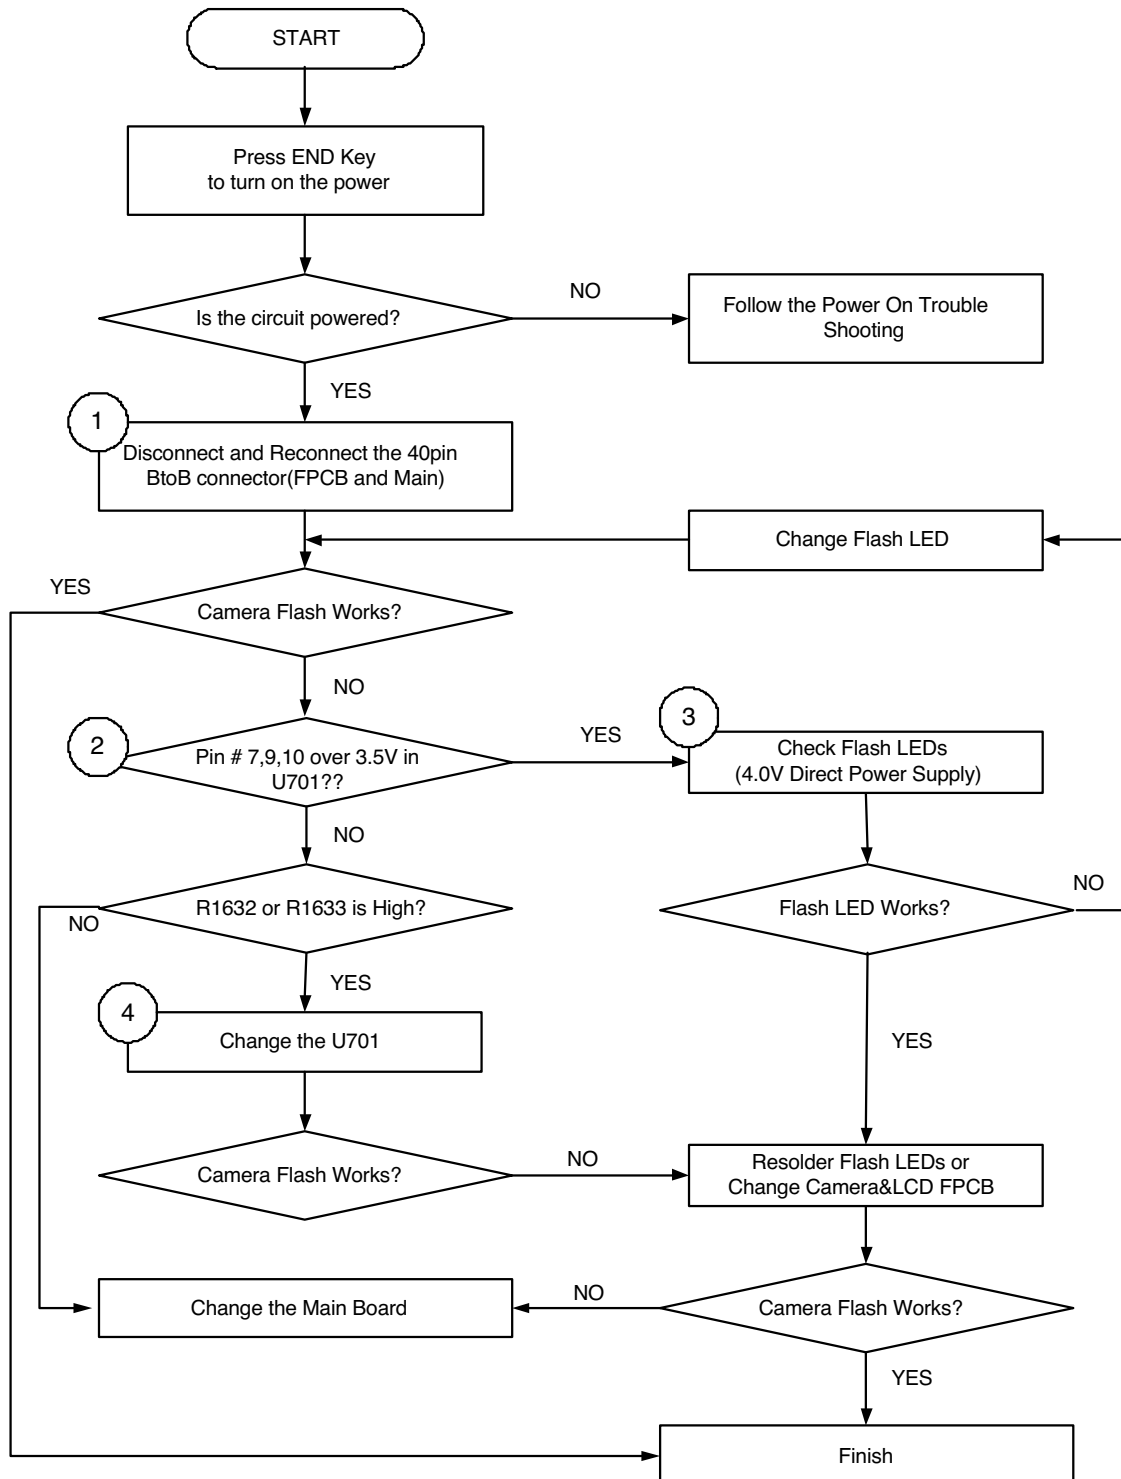 START
Press END Key
to turn on the power
Is the circuit powered?
NO
Follow the Power On Trouble
Shooting
YES
1
Disconnect and Reconnect the 40pin
BtoB connector(FPCB and Main)
Change Flash LED
YES
Camera Flash Works?
NO
2
Pin # 7,9,10 over 3.5V in
U701??
YES
3
Check Flash LEDs
(4.0V Direct Power Supply)
NO
R1632 or R1633 is High?
NO
Flash LED Works?
NO
YES
4
Change the U701
YES
Camera Flash Works?
NO
Resolder Flash LEDs or
Change Camera&LCD FPCB
Change the Main Board
NO
Camera Flash Works?
YES
Finish